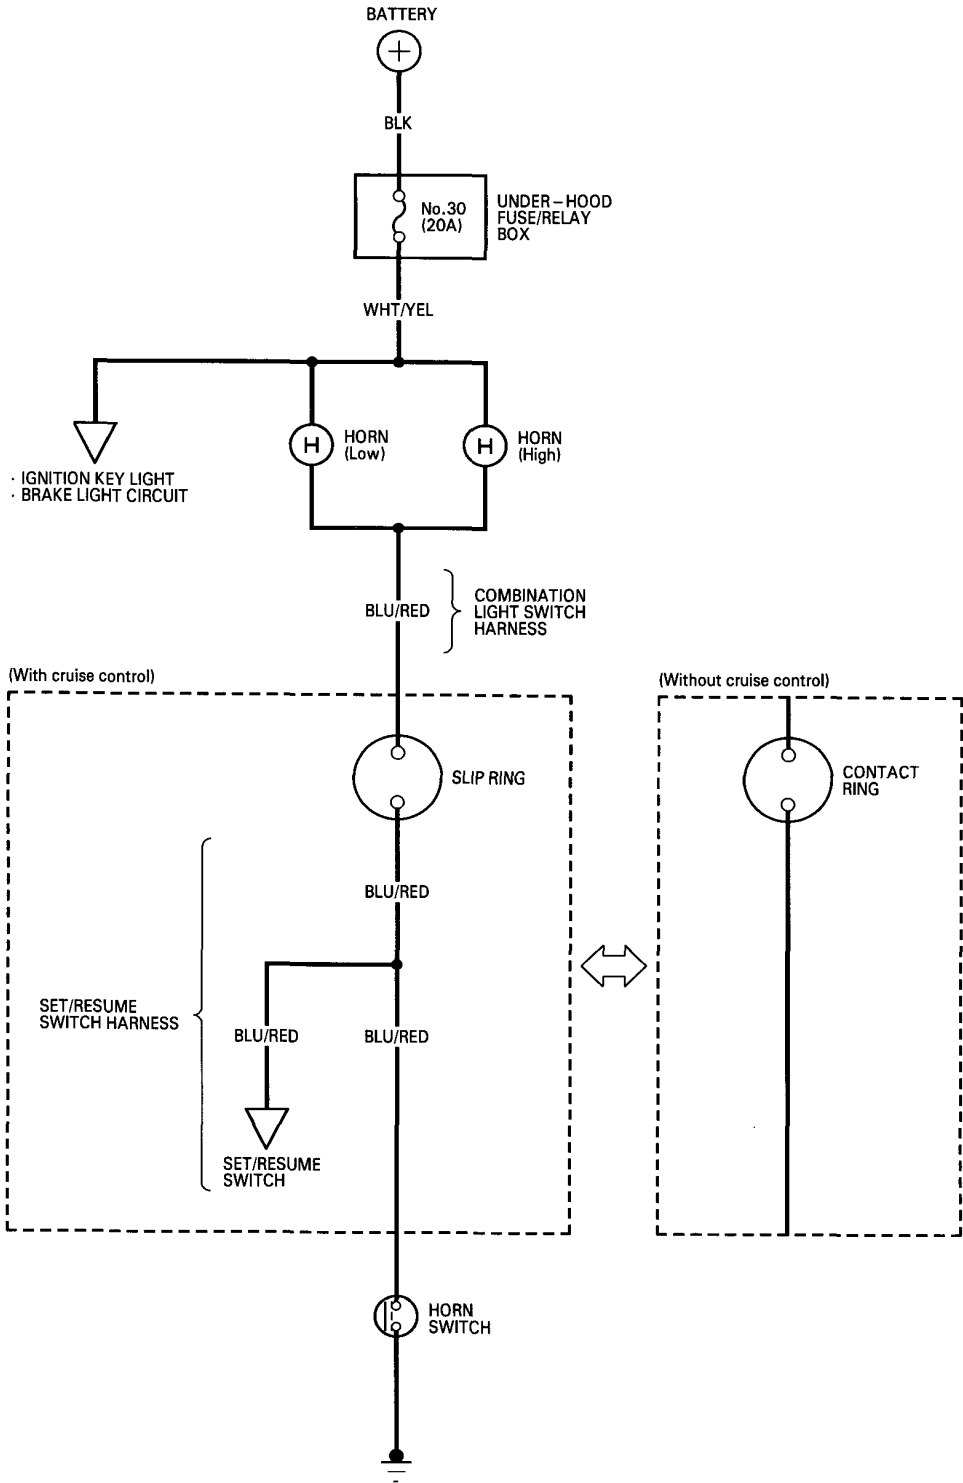 BATTERY
+
BLK
No.30
(20A)
UNDER–HOOD
FUSE/RELAY
BOX
WHT/YEL
H
HORN
(Low)
H
HORN
(High)
· IGNITION KEY LIGHT
· BRAKE LIGHT CIRCUIT
BLU/RED
COMBINATION
LIGHT SWITCH
HARNESS
(With cruise control)
SLIP RING
BLU/RED
SET/RESUME
SWITCH HARNESS
BLU/RED
BLU/RED
SET/RESUME
SWITCH
(Without cruise control)
CONTACT
RING
HORN
SWITCH